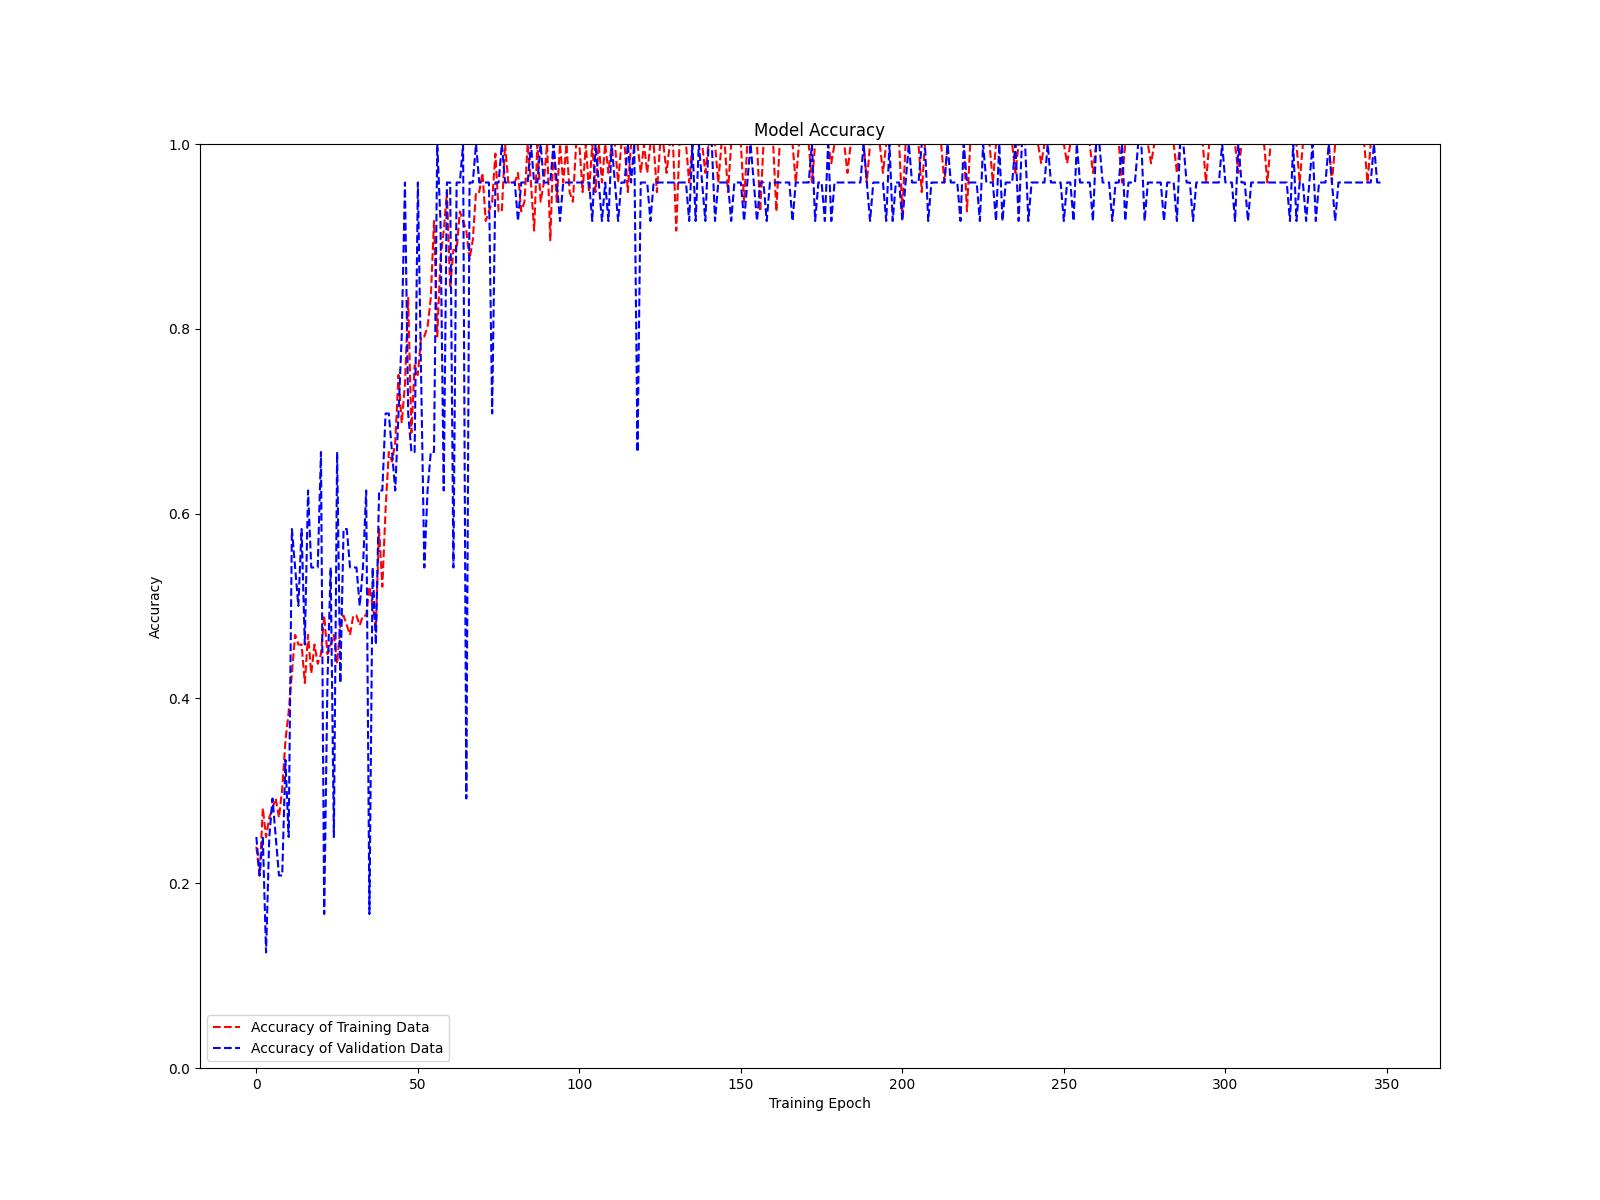 Model Accuracy
1.0
0.8
0.6
0.4
0.2
0.0
Accuracy
Accuracy of Training Data
Accuracy of Validation Data
0 50 100 150 200 250 300 350
Training Epoch